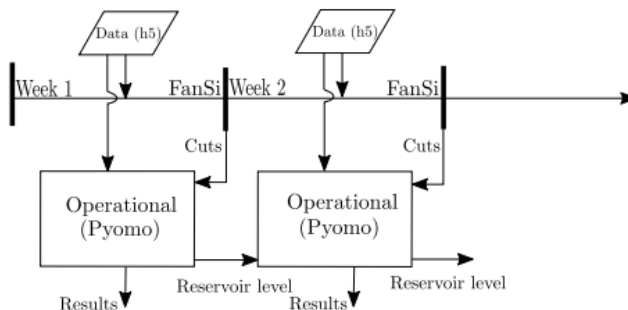 Data (h5)
Data (h5)
Week 1
FanSi
Week 2
FanSi
Cuts
Cuts
Operational
(Pyomo)
Operational
(Pyomo)
Reservoir level
Reservoir level
Results
Results